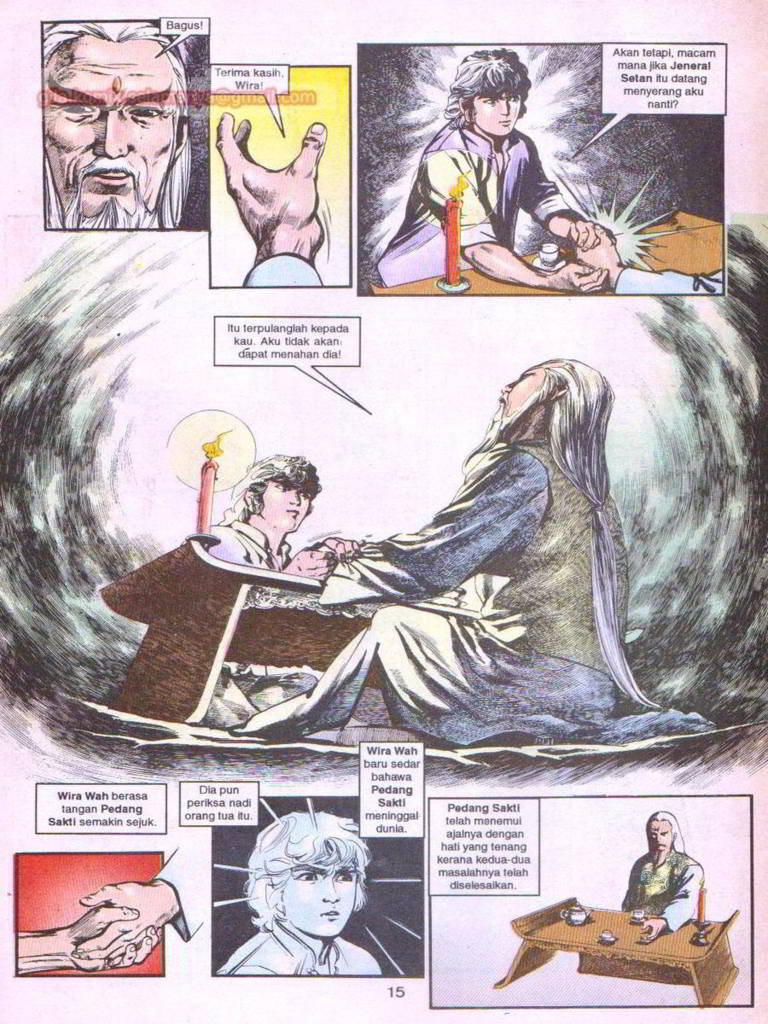 Bagus!
Terima kasih,
Wira!
Akan tetapi, macam
mana jika Jeneral
Setan itu datang
menyerang aku
nanti?
Itu terpulanglah kepada
kau. Aku tidak akan
dapat menahan dia!
Wira Wah berasa
tangan Pedang
Sakti semakin sejuk.
Dia pun
periksa nadi
orang tua itu.
Wira Wah
baru sedar
bahawa
Pedang
Sakti
meninggal
dunia.
Pedang Sakti
telah menemui
ajalnya dengan
hati yang tenang
kerana kedua-dua
masalahnya telah
diselesaikan.
15